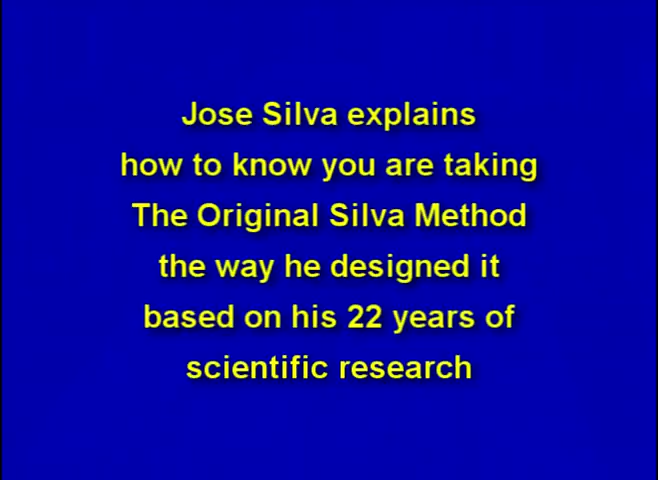 Jose Silva explains
how to know you are taking
The Original Silva Method
the way he designed it
based on his 22 years of
scientific research